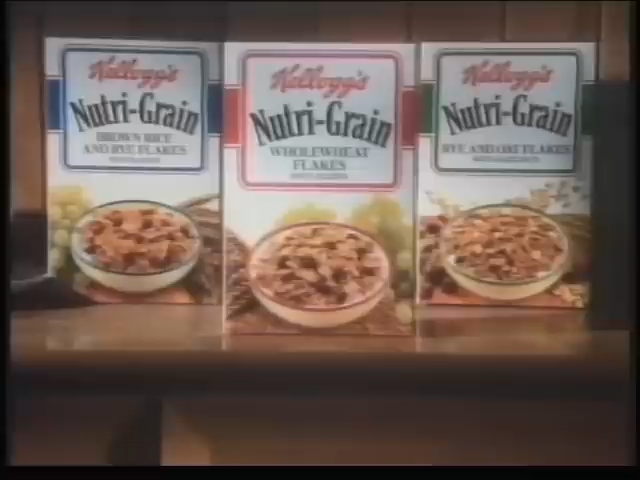 Kellogg's
Nutri-Grain
BROWN RICE
AND RYE FLAKES
Kellogg's
Nutri-Grain
WHOLEWHEAT
FLAKES
Kellogg's
Nutri-Grain
RYE AND OAT FLAKES